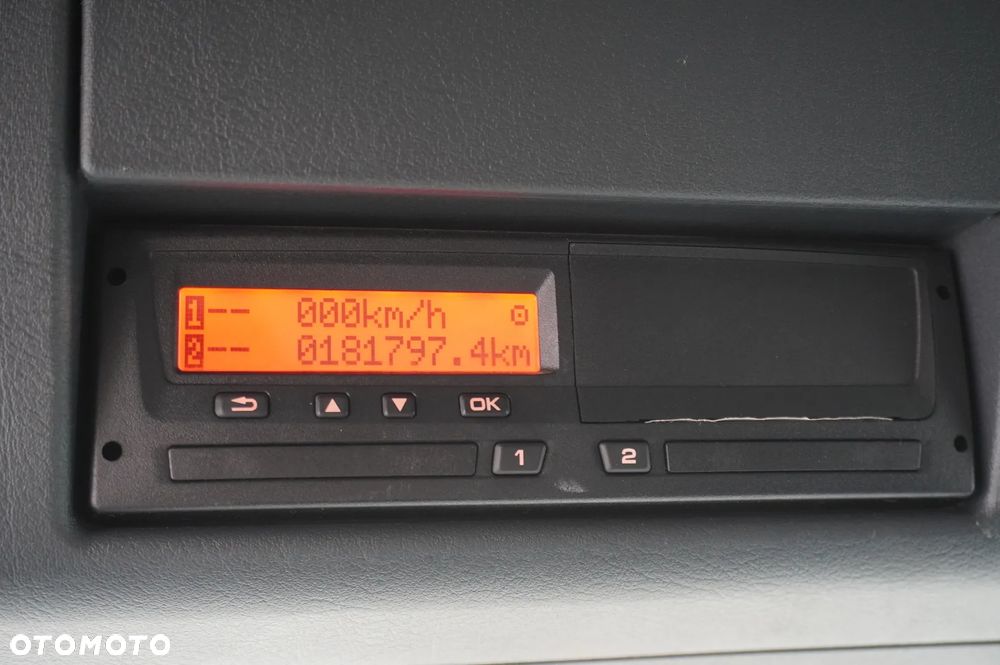 1 -- 000km/h
2 -- 0181797.4km
OK
1 2
OTOMOTO